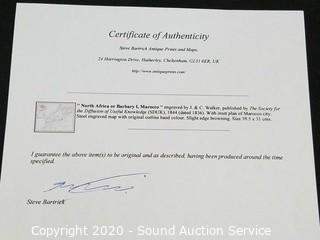 Certificate of Authenticity
Steve Bartrick Antique Prints and Maps,
24 Harrington Drive, Hatherley, Cheltenham. GL51 6ER, UK
http://www.antiqueprints.com/
" North Africa or Barbary I, Marocco " engraved by J. & C. Walker, published by The Society for
the Diffusion of Useful Knowledge (SDUK), 1844 (dated 1836). With inset plan of Marocco city.
Steel engraved map with original outline hand colour. Slight edge browning. Size 39.5 x 31 cms.
I guarantee the above item(s) to be original and as described, having been produced around the time
specified.
Steve Bartrick
Copyright 2020 - Sound Auction Service